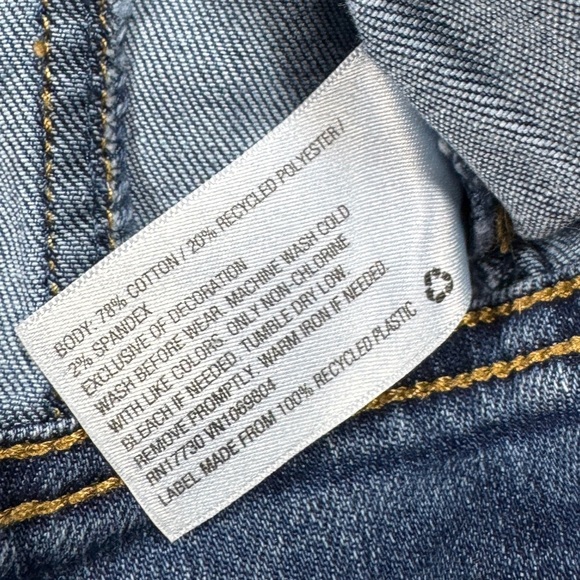 BODY: 78% COTTON / 20% RECYCLED POLYESTER /
2% SPANDEX
EXCLUSIVE OF DECORATION
WASH BEFORE WEAR. MACHINE WASH COLD
WITH LIKE COLORS. ONLY NON-CHLORINE
BLEACH IF NEEDED. TUMBLE DRY LOW.
REMOVE PROMPTLY. WARM IRON IF NEEDED.
RN17730 VN1069804
LABEL MADE FROM 100% RECYCLED PLASTIC